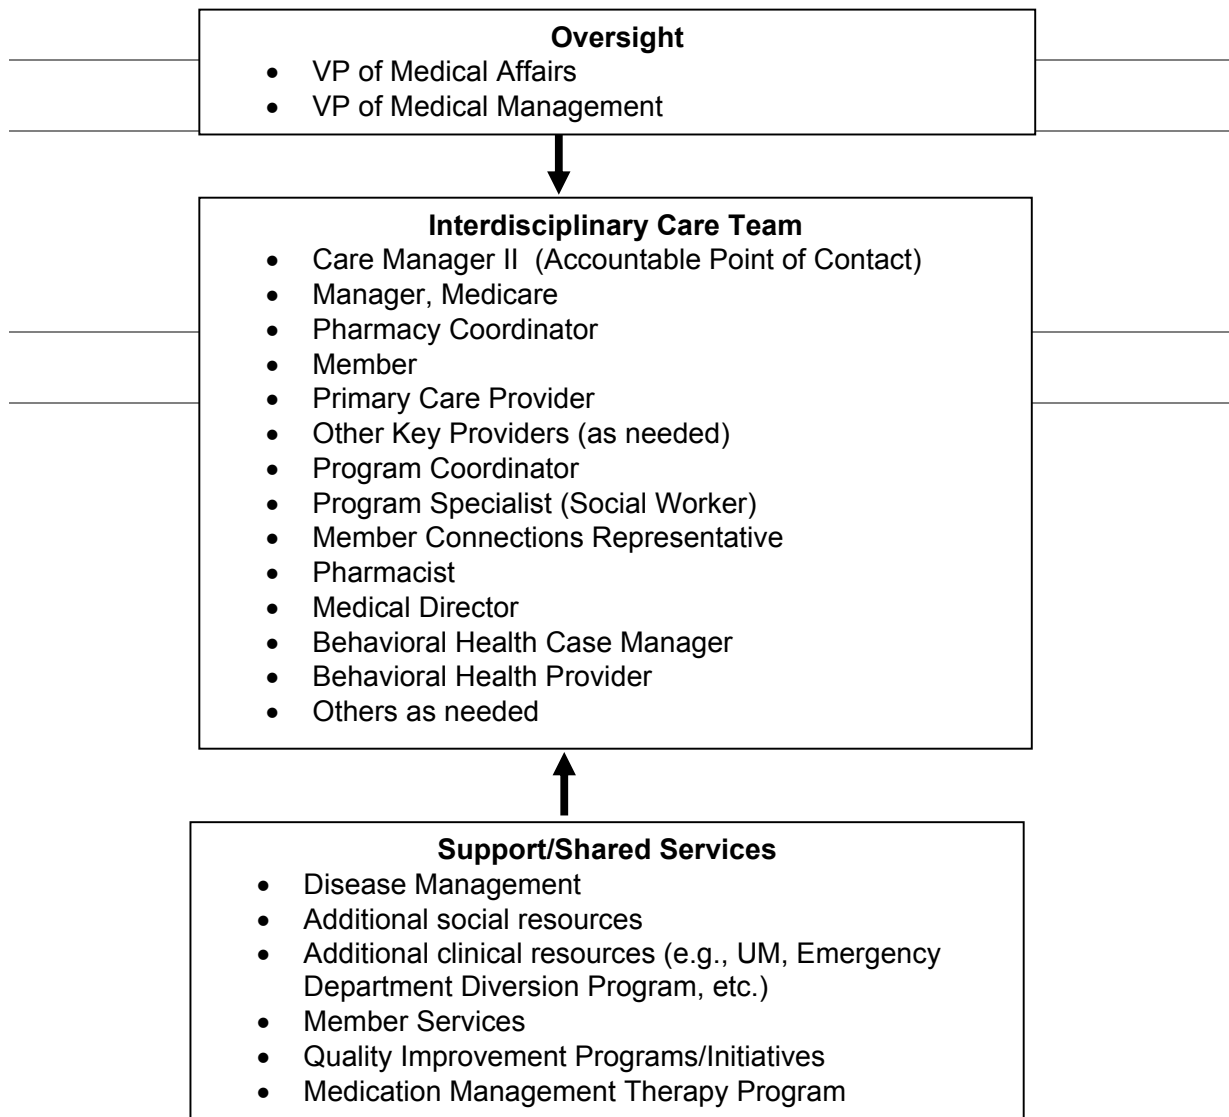 Oversight
• VP of Medical Affairs
• VP of Medical Management
Interdisciplinary Care Team
• Care Manager II  (Accountable Point of Contact)
• Manager, Medicare
• Pharmacy Coordinator
• Member
• Primary Care Provider
• Other Key Providers (as needed)
• Program Coordinator
• Program Specialist (Social Worker)
• Member Connections Representative
• Pharmacist
• Medical Director
• Behavioral Health Case Manager
• Behavioral Health Provider
• Others as needed
Support/Shared Services
• Disease Management
• Additional social resources
• Additional clinical resources (e.g., UM, Emergency
Department Diversion Program, etc.)
• Member Services
• Quality Improvement Programs/Initiatives
• Medication Management Therapy Program